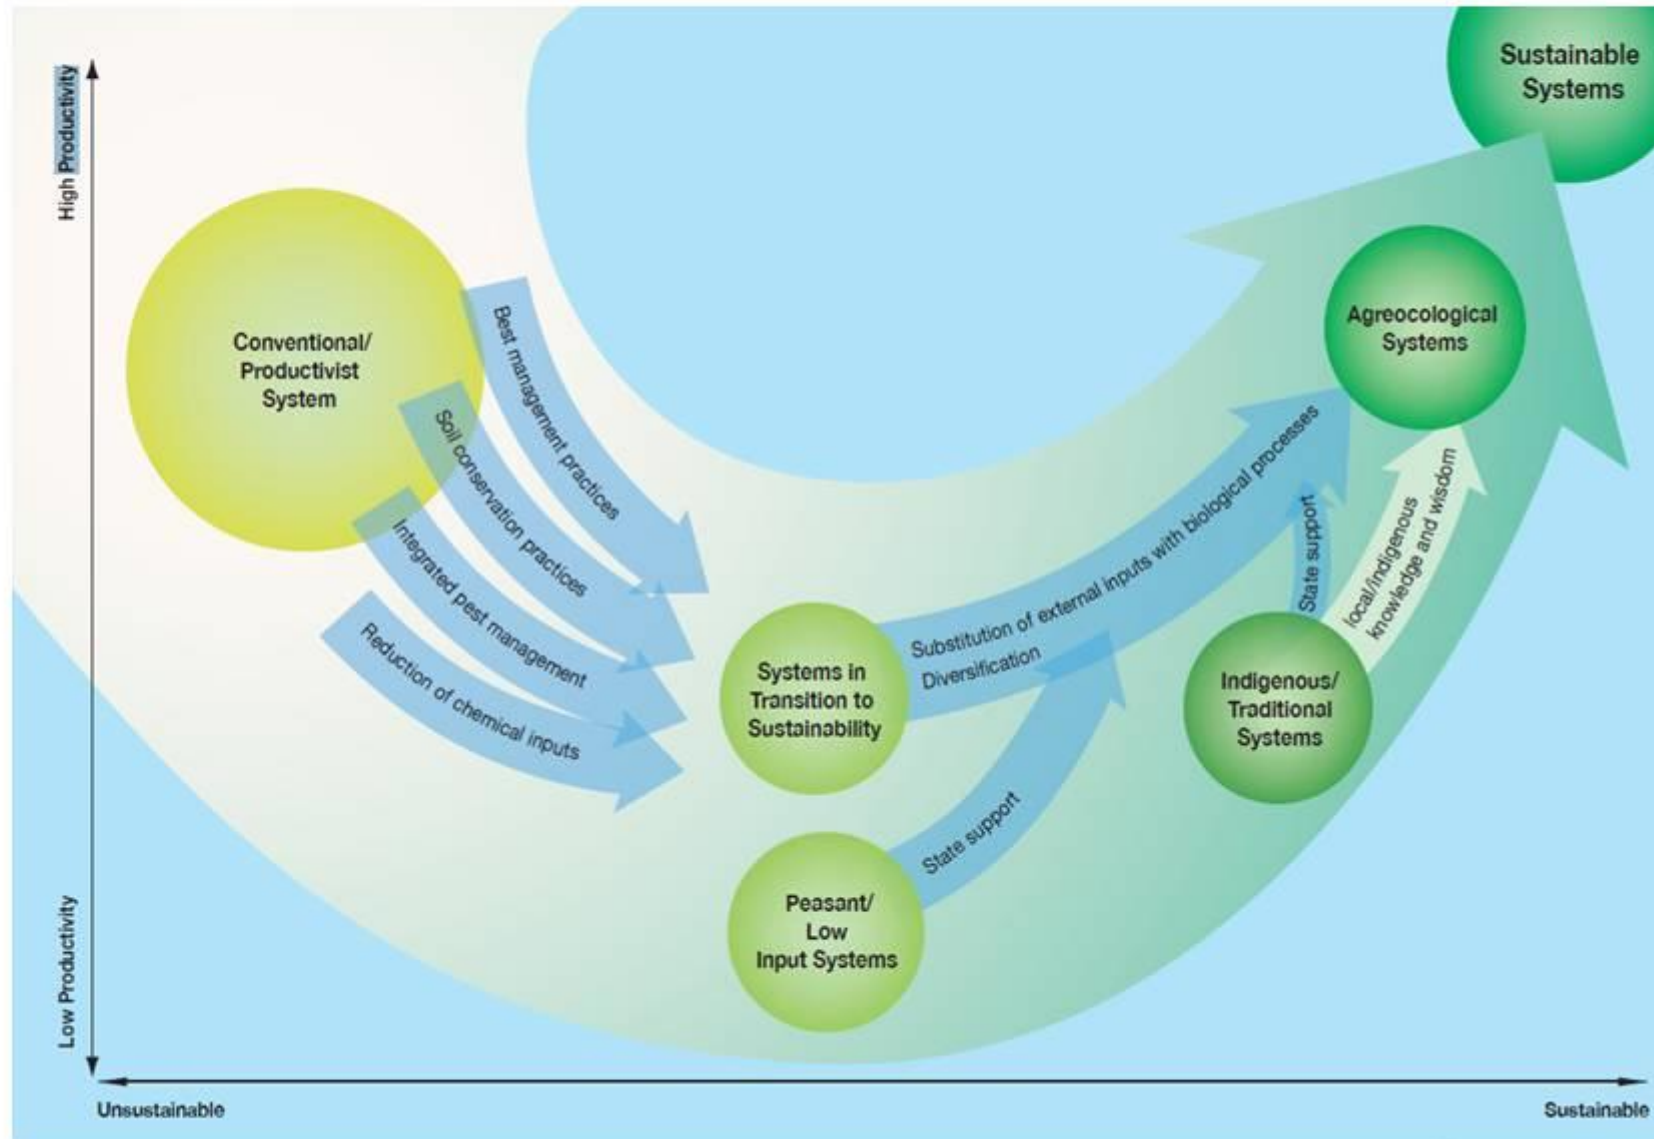 High Productivity
Low Productivity
Unsustainable
Sustainable
Conventional/
Productivist
System
Best management practices
Soil conservation practices
Integrated pest management
Reduction of chemical inputs
Systems in
Transition to
Sustainability
Peasant/
Low
Input Systems
Substitution of external inputs with biological processes
Diversification
State support
Indigenous/
Traditional
Systems
State support
local/indigenous
knowledge and wisdom
Agreocological
Systems
Sustainable
Systems